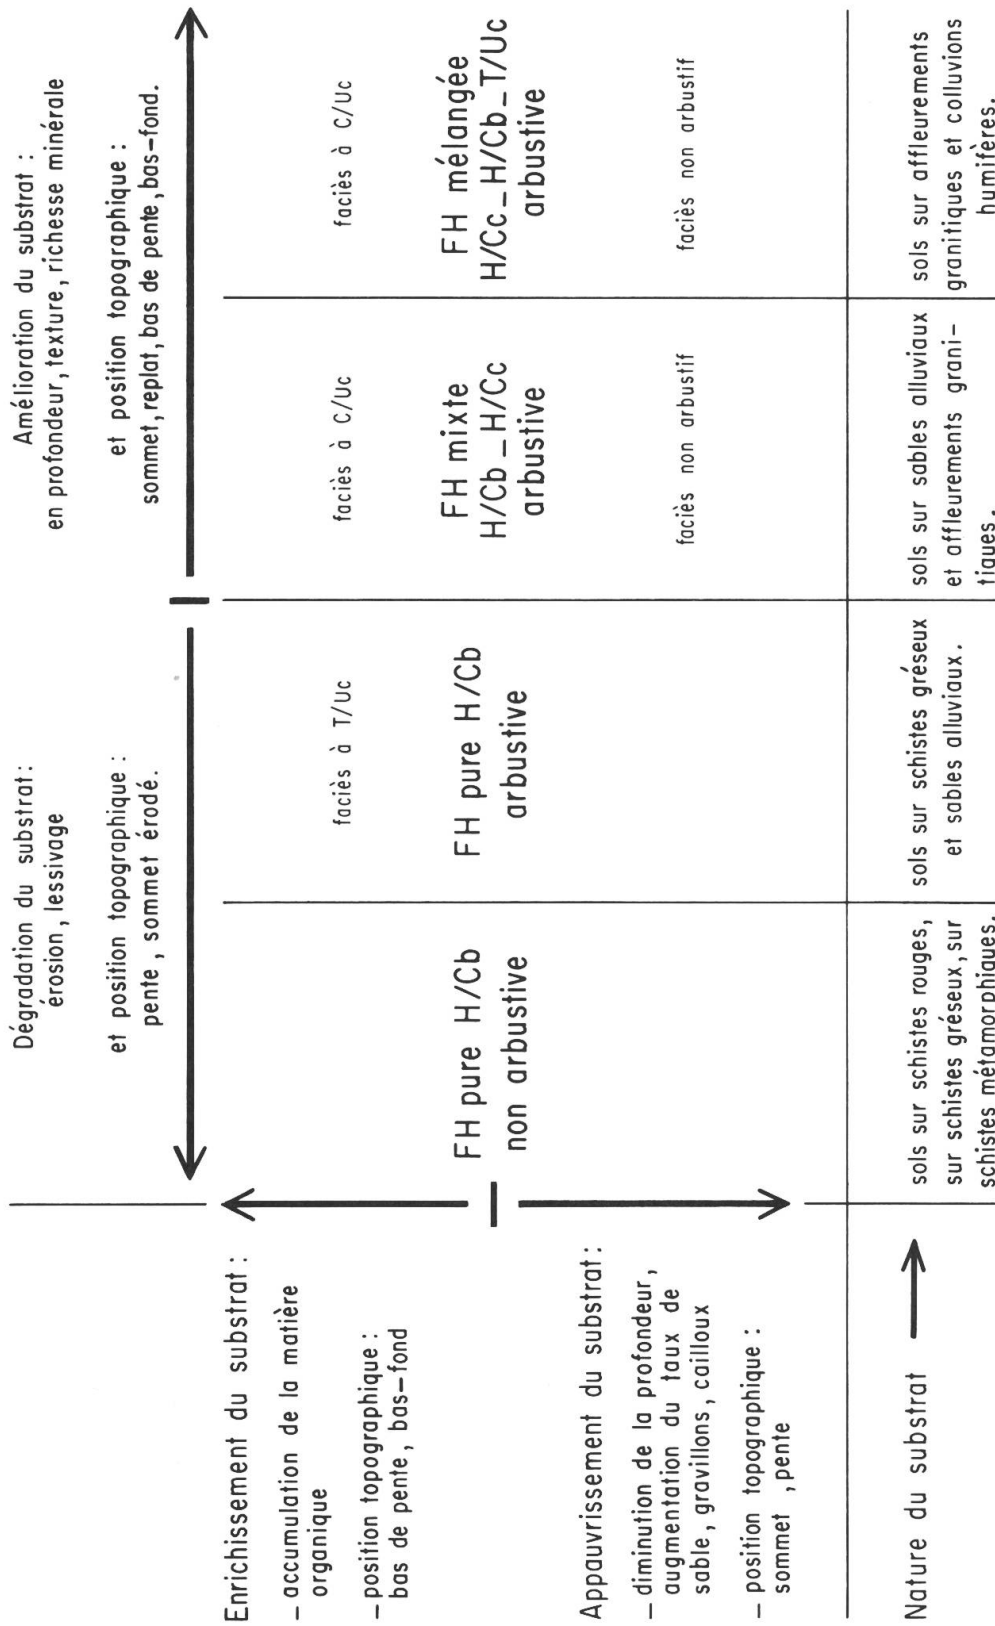 Dégradation du substrat :
érosion, lessivage
et position topographique :
pente, sommet érodé.
Amélioration du substrat :
en profondeur, texture, richesse minérale
et position topographique :
sommet, replat, bas de pente, bas-fond.
Enrichissement du substrat :
- accumulation de la matière
organique
- position topographique :
bas de pente, bas-fond
Appauvrissement du substrat :
- diminution de la profondeur,
augmentation du taux de
sable, gravillons, cailloux
- position topographique :
sommet, pente
FH pure H/Cb
non arbustive
faciès à T/Uc
FH pure H/Cb
arbustive
faciès à C/Uc
FH mixte
H/Cb_H/Cc
arbustive
faciès non arbustif
faciès à C/Uc
FH mélangée
H/Cc_H/Cb_T/Uc
arbustive
faciès non arbustif
Nature du substrat
sols sur schistes rouges,
sur schistes gréseux, sur
schistes métamorphiques.
sols sur schistes gréseux
et sables alluviaux.
sols sur sables alluviaux
et affleurements grani-
tiques.
sols sur affleurements
granitiques et colluvions
humifères.